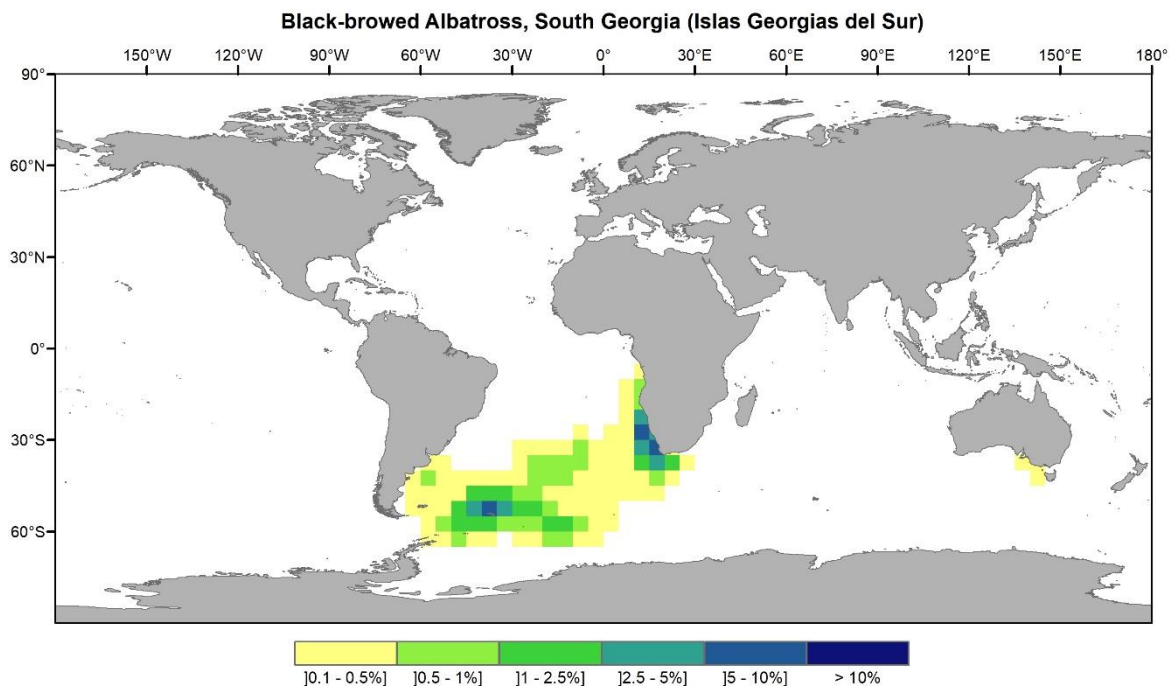 Black-browed Albatross, South Georgia (Islas Georgias del Sur)
150°W 120°W 90°W 60°W 30°W 0° 30°E 60°E 90°E 120°E 150°E 180°
90°
60°N
30°N
0°
30°S
60°S
]0.1 - 0.5%] ]0.5 - 1%] ]1 - 2.5%] ]2.5 - 5%] ]5 - 10%] > 10%